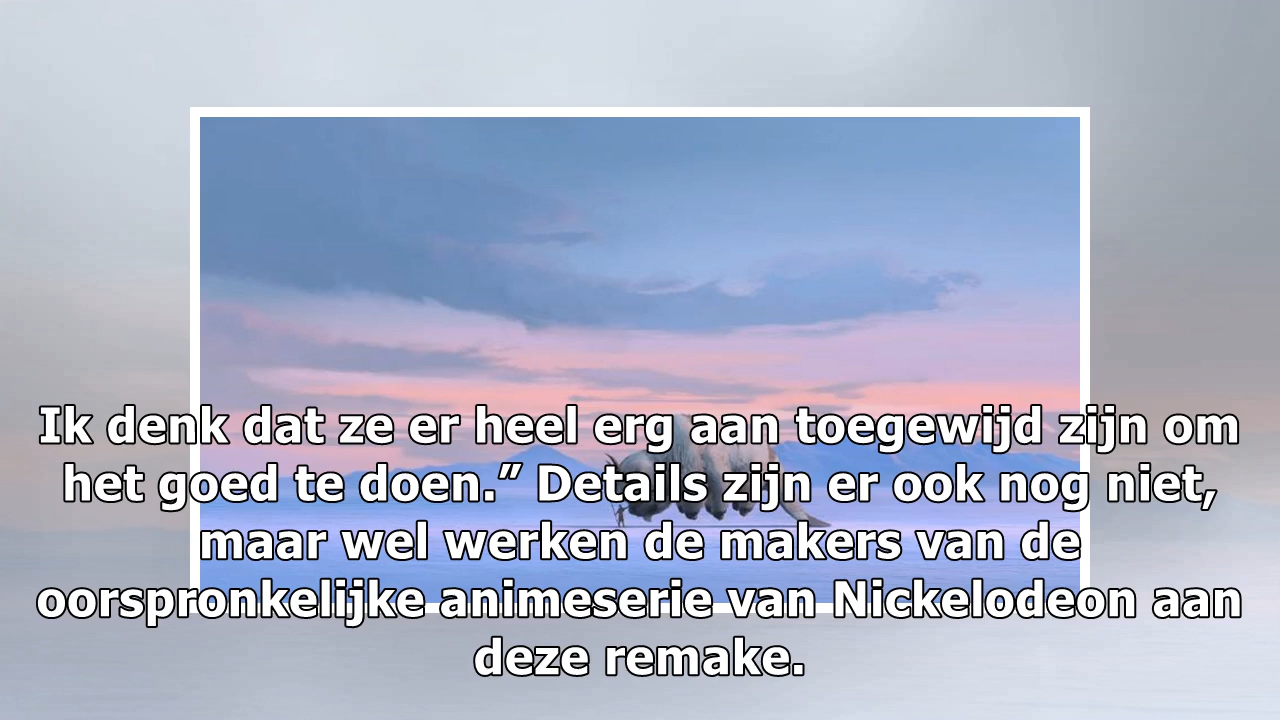 Ik denk dat ze er heel erg aan toegewijd zijn om
het goed te doen.” Details zijn er ook nog niet,
maar wel werken de makers van de
oorspronkelijke animeserie van Nickelodeon aan
deze remake.